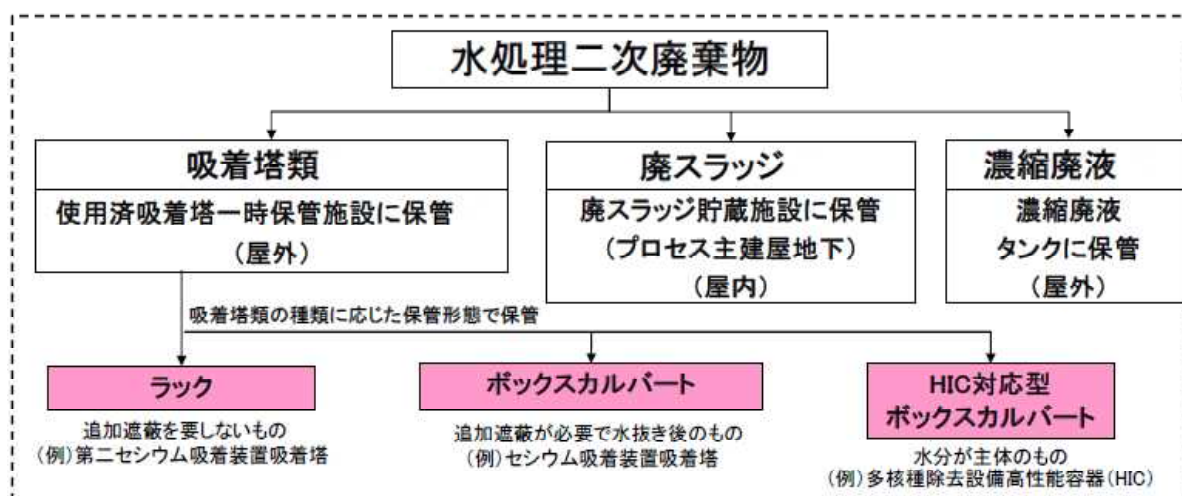 水処理二次廃棄物
吸着塔類
使用済吸着塔一時保管施設に保管
（屋外）
廃スラッジ
廃スラッジ貯蔵施設に保管
（プロセス主建屋地下）
（屋内）
濃縮廃液
濃縮廃液
タンクに保管
（屋外）
吸着塔類の種類に応じた保管形態で保管
ラック
追加遮蔽を要しないもの
（例）第二セシウム吸着装置吸着塔
ボックスカルバート
追加遮蔽が必要で水抜き後のもの
（例）セシウム吸着装置吸着塔
HIC対応型
ボックスカルバート
水分が主体のもの
（例）多核種除去設備高性能容器（HIC）